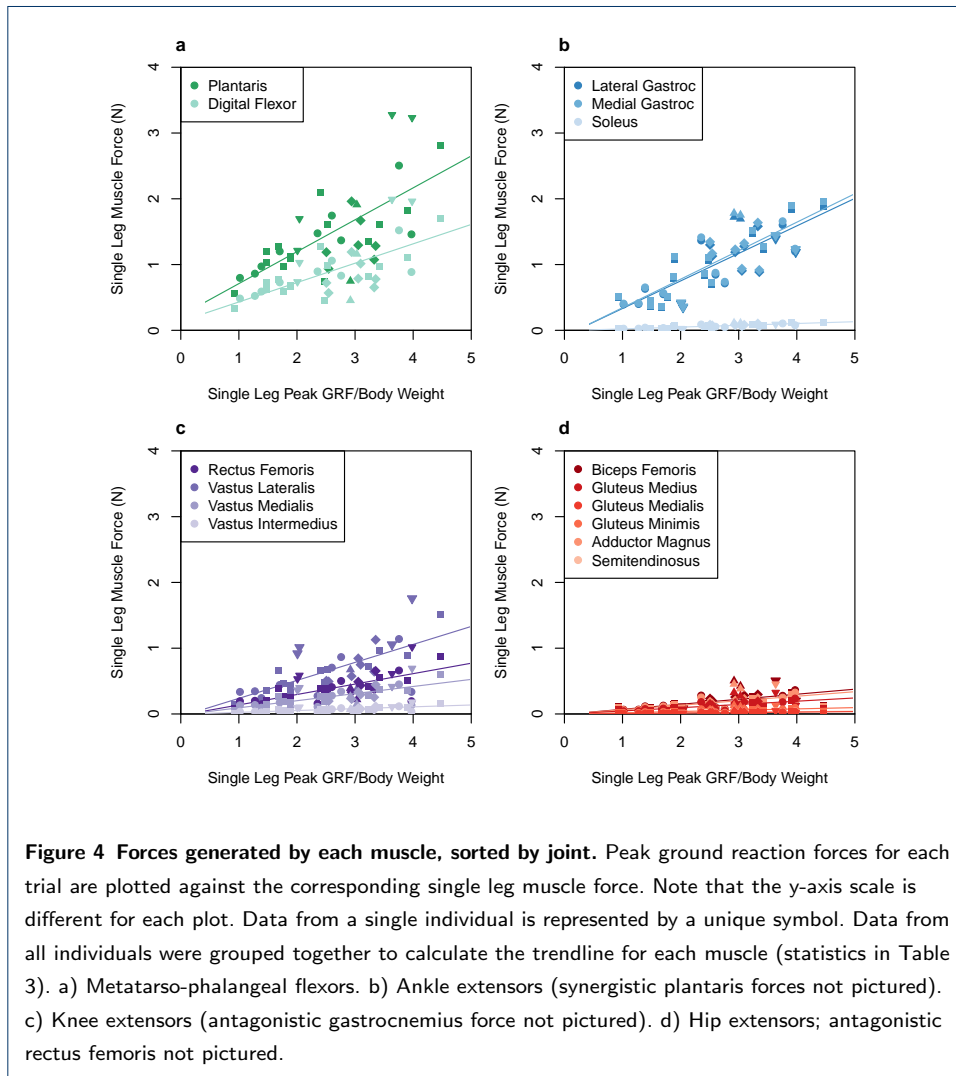 a
4
3
2
1
0
Single Leg Muscle Force (N)
Plantaris
Digital Flexor
0 1 2 3 4 5
Single Leg Peak GRF/Body Weight
b
4
3
2
1
0
Single Leg Muscle Force (N)
Lateral Gastroc
Medial Gastroc
Soleus
0 1 2 3 4 5
Single Leg Peak GRF/Body Weight
c
4
3
2
1
0
Single Leg Muscle Force (N)
Rectus Femoris
Vastus Lateralis
Vastus Medialis
Vastus Intermedius
0 1 2 3 4 5
Single Leg Peak GRF/Body Weight
d
4
3
2
1
0
Single Leg Muscle Force (N)
Biceps Femoris
Gluteus Medius
Gluteus Medialis
Gluteus Minimis
Adductor Magnus
Semitendinosus
0 1 2 3 4 5
Single Leg Peak GRF/Body Weight
Figure 4 Forces generated by each muscle, sorted by joint. Peak ground reaction forces for each
trial are plotted against the corresponding single leg muscle force. Note that the y-axis scale is
different for each plot. Data from a single individual is represented by a unique symbol. Data from
all individuals were grouped together to calculate the trendline for each muscle (statistics in Table
3). a) Metatarso-phalangeal flexors. b) Ankle extensors (synergistic plantaris forces not pictured).
c) Knee extensors (antagonistic gastrocnemius force not pictured). d) Hip extensors; antagonistic
rectus femoris not pictured.